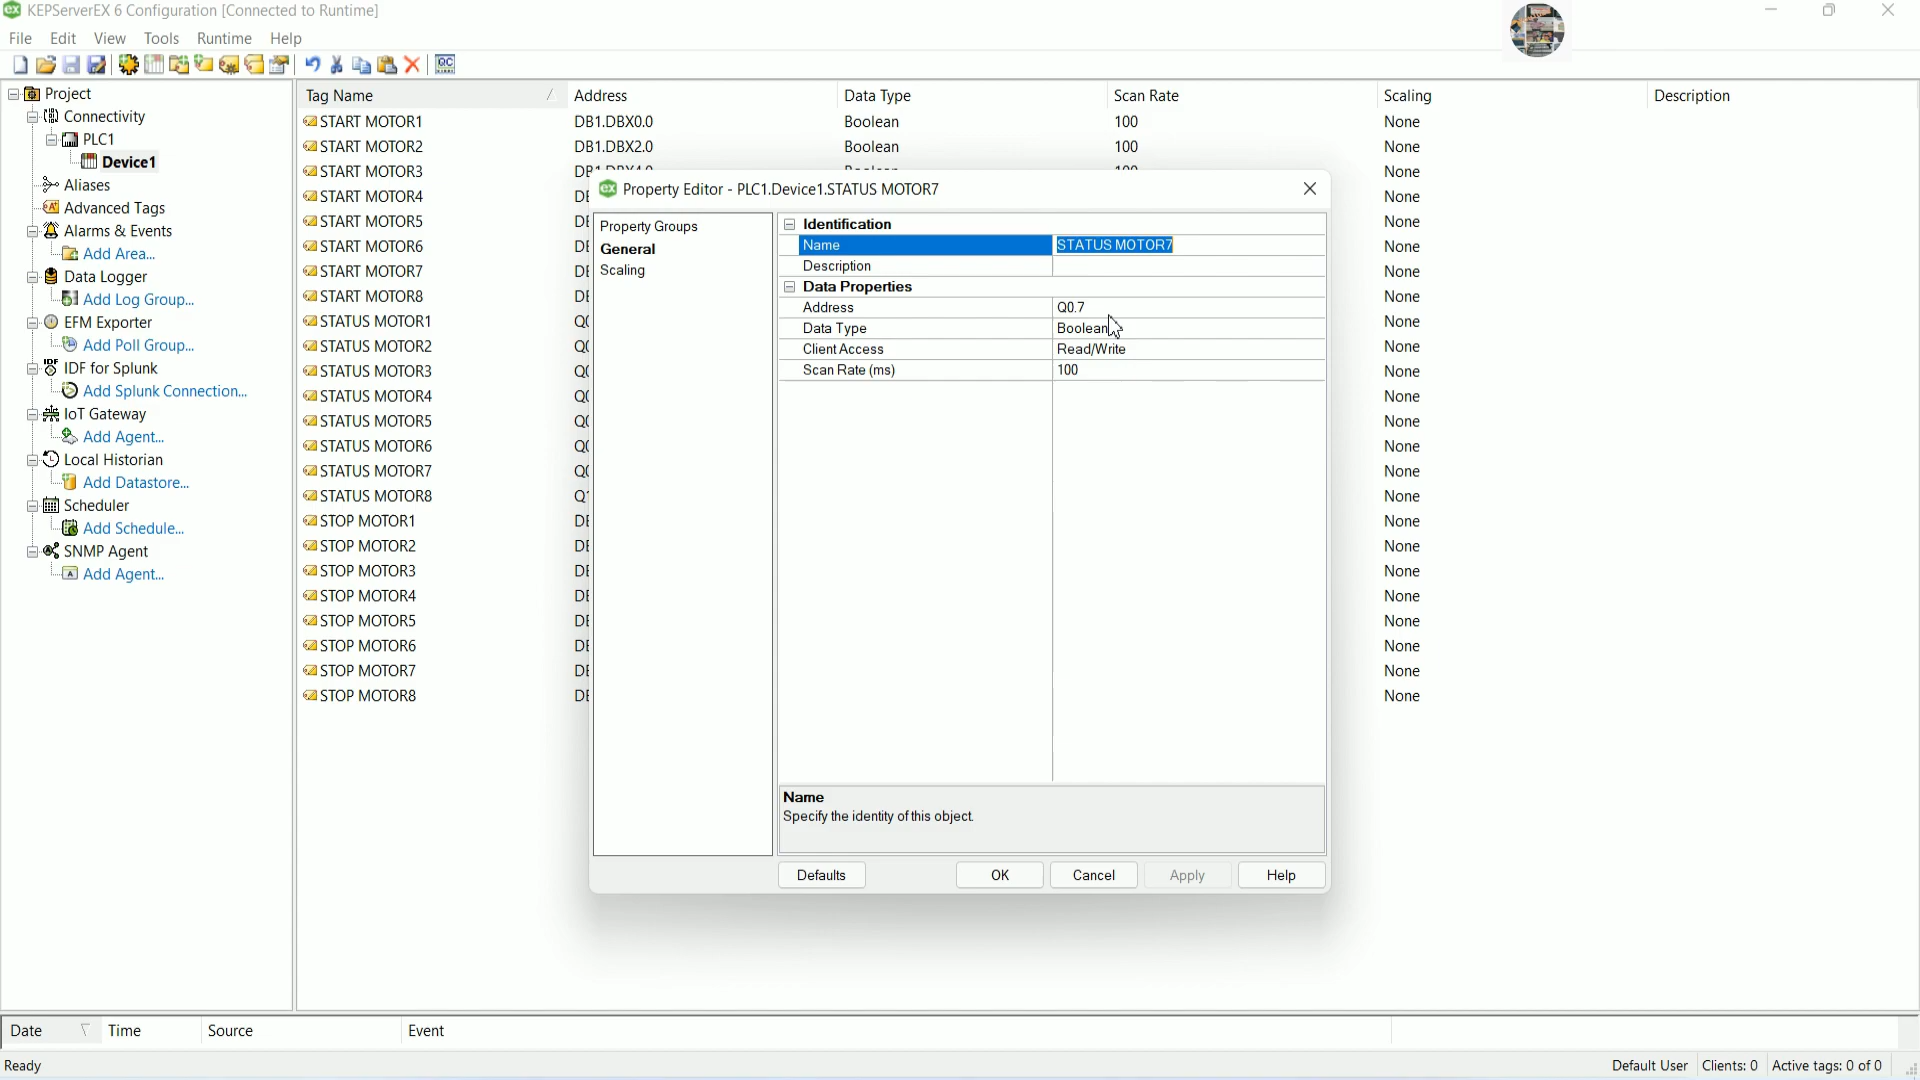 KEPServerEX 6 Configuration [Connected to Runtime]
File Edit View Tools Runtime Help
Project
Connectivity
PLC1
Device1
Aliases
Advanced Tags
Alarms & Events
Add Area...
Data Logger
Add Log Group...
EFM Exporter
Add Poll Group...
IDF for Splunk
Add Splunk Connection...
IoT Gateway
Add Agent...
Local Historian
Add Datastore...
Scheduler
Add Schedule...
SNMP Agent
Add Agent...
Tag Name Address Data Type Scan Rate Scaling Description
START MOTOR1 DB1.DBX0.0 Boolean 100 None
START MOTOR2 DB1.DBX2.0 Boolean 100 None
START MOTOR3 None
START MOTOR4 None
START MOTOR5 None
START MOTOR6 None
START MOTOR7 None
START MOTOR8 None
STATUS MOTOR1 None
STATUS MOTOR2 None
STATUS MOTOR3 None
STATUS MOTOR4 None
STATUS MOTOR5 None
STATUS MOTOR6 None
STATUS MOTOR7 None
STATUS MOTOR8 None
STOP MOTOR1 None
STOP MOTOR2 None
STOP MOTOR3 None
STOP MOTOR4 None
STOP MOTOR5 None
STOP MOTOR6 None
STOP MOTOR7 None
STOP MOTOR8 None
Property Editor - PLC1.Device1.STATUS MOTOR7
Property Groups
General
Scaling
Identification
Name STATUS MOTOR7
Description
Data Properties
Address Q0.7
Data Type Boolean
Client Access Read/Write
Scan Rate (ms) 100
Name
Specify the identity of this object.
Defaults OK Cancel Apply Help
Date Time Source Event
Ready Default User Clients: 0 Active tags: 0 of 0